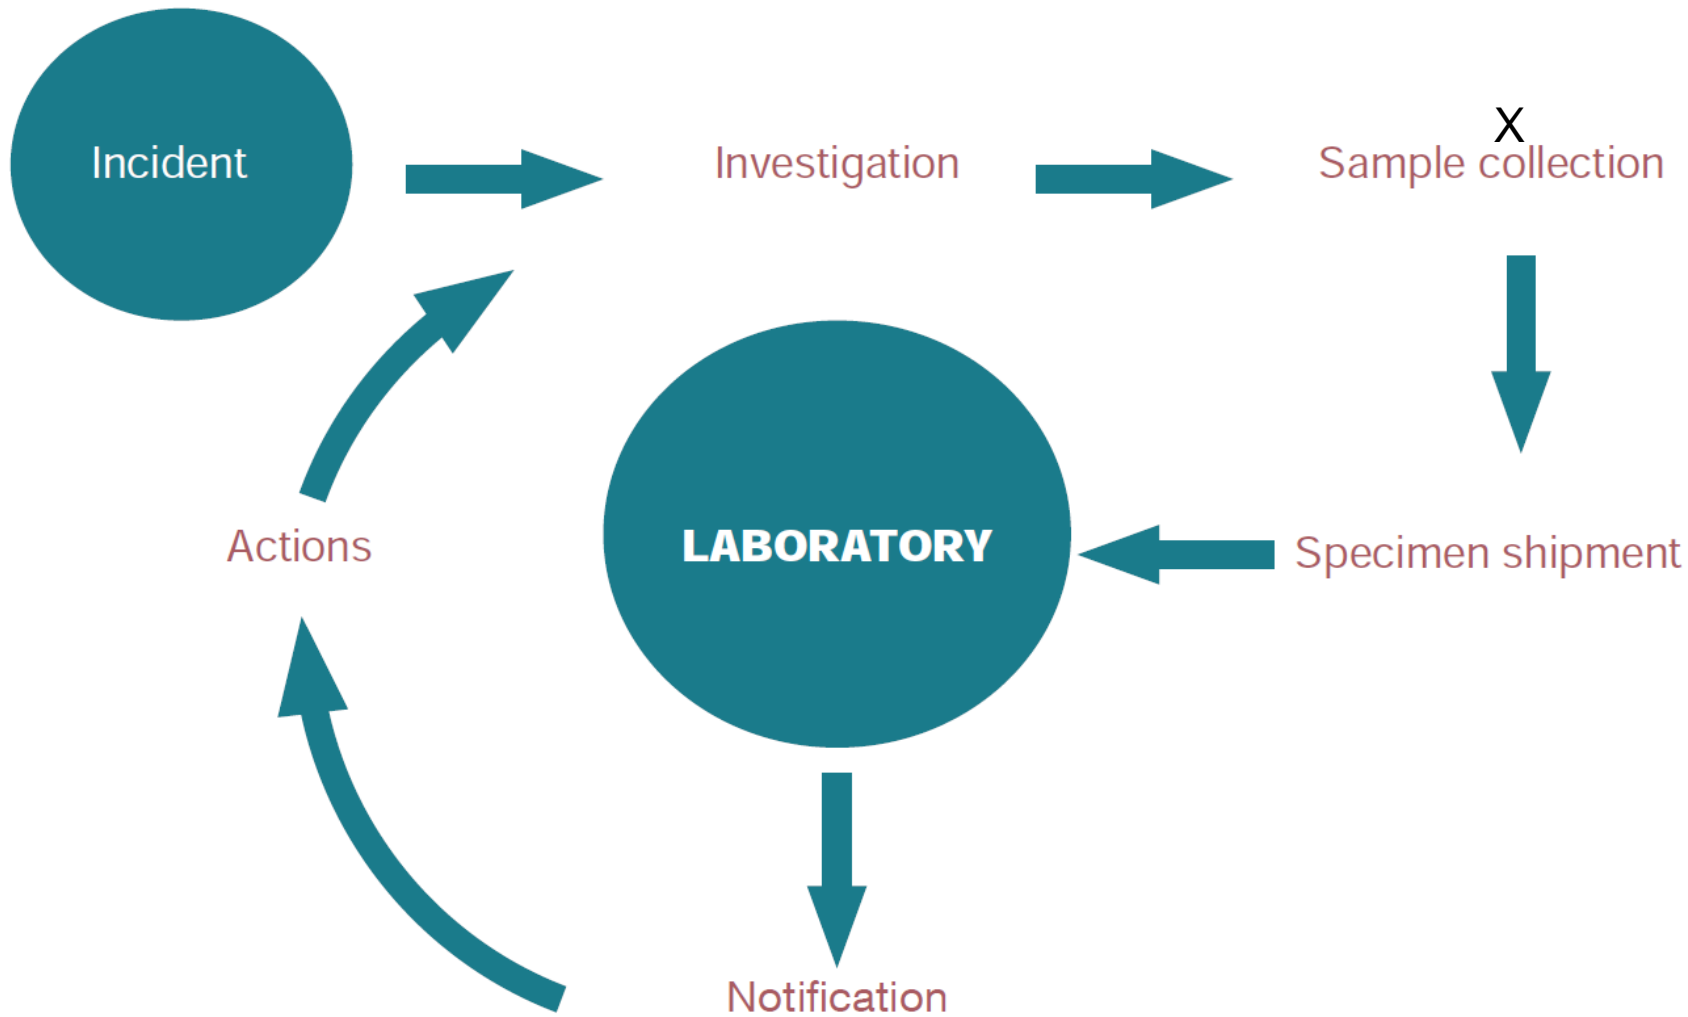 X
Incident
Investigation
Sample collection
Actions
LABORATORY
Specimen shipment
Notification